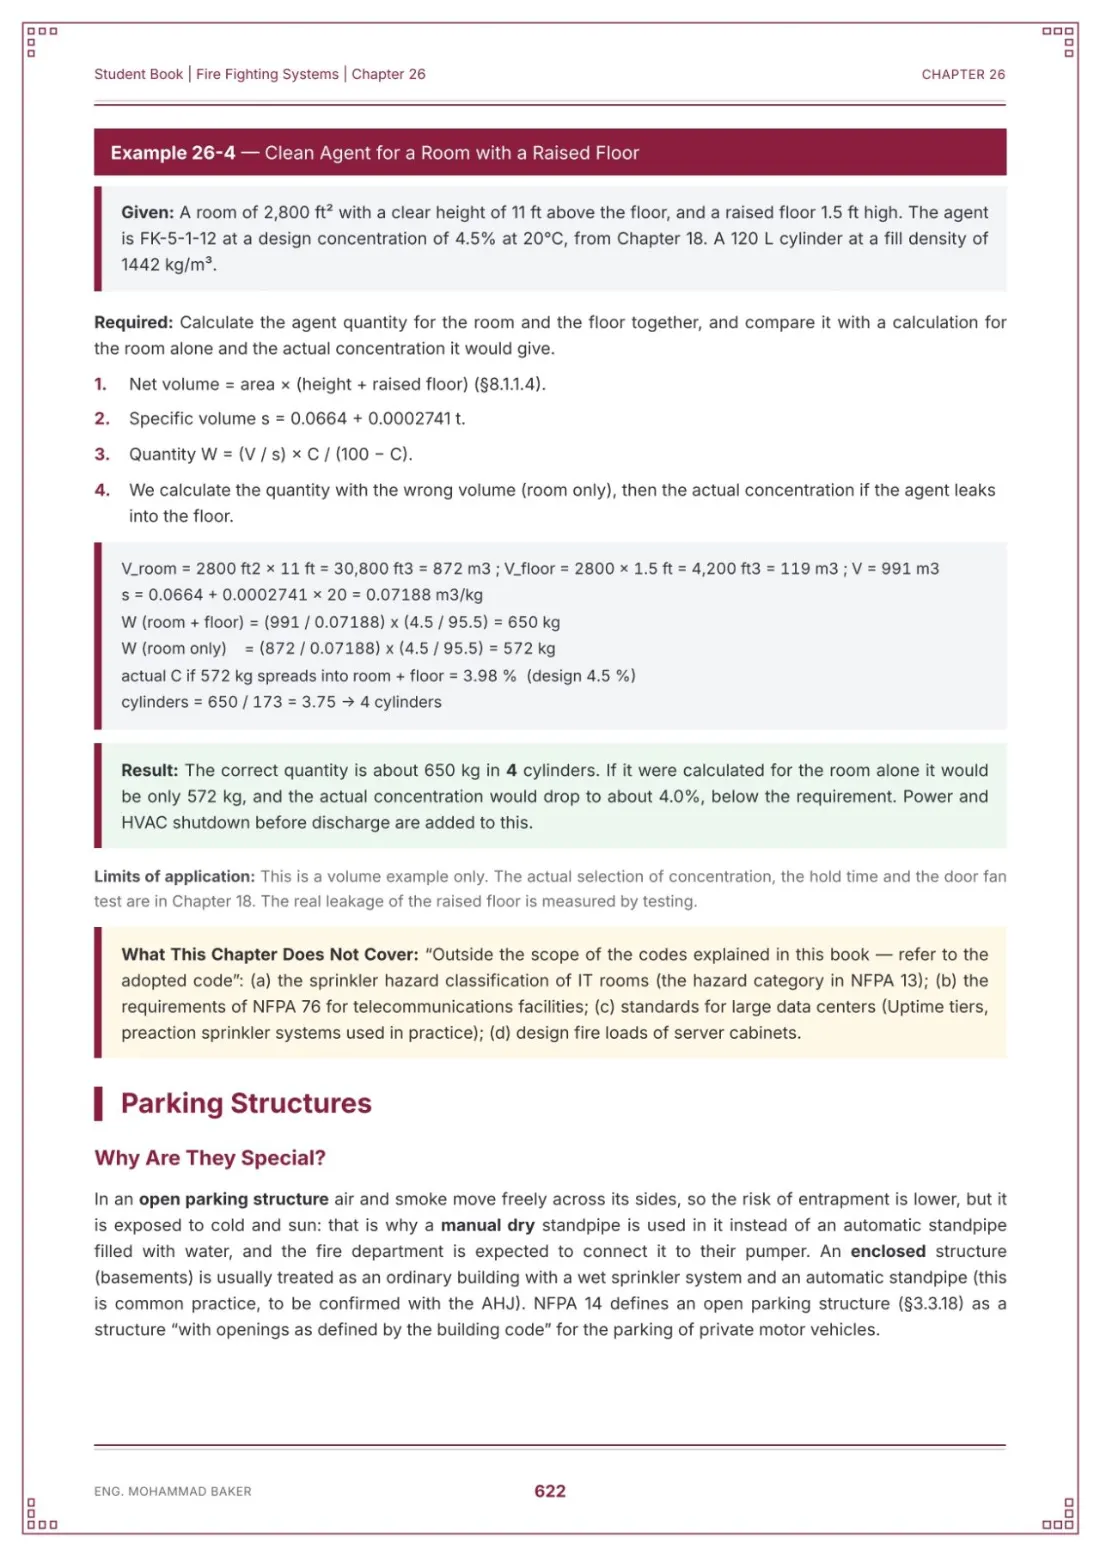 Student Book | Fire Fighting Systems | Chapter 26
CHAPTER 26
Example 26-4 — Clean Agent for a Room with a Raised Floor
Given: A room of 2,800 ft² with a clear height of 11 ft above the floor, and a raised floor 1.5 ft high. The agent
is FK-5-1-12 at a design concentration of 4.5% at 20°C, from Chapter 18. A 120 L cylinder at a fill density of
1442 kg/m³.
Required: Calculate the agent quantity for the room and the floor together, and compare it with a calculation for
the room alone and the actual concentration it would give.
1. Net volume = area × (height + raised floor) (§8.1.1.4).
2. Specific volume s = 0.0664 + 0.0002741 t.
3. Quantity W = (V / s) × C / (100 − C).
4. We calculate the quantity with the wrong volume (room only), then the actual concentration if the agent leaks
into the floor.
V_room = 2800 ft2 × 11 ft = 30,800 ft3 = 872 m3 ; V_floor = 2800 × 1.5 ft = 4,200 ft3 = 119 m3 ; V = 991 m3
s = 0.0664 + 0.0002741 × 20 = 0.07188 m3/kg
W (room + floor) = (991 / 0.07188) x (4.5 / 95.5) = 650 kg
W (room only) = (872 / 0.07188) x (4.5 / 95.5) = 572 kg
actual C if 572 kg spreads into room + floor = 3.98 % (design 4.5 %)
cylinders = 650 / 173 = 3.75 → 4 cylinders
Result: The correct quantity is about 650 kg in 4 cylinders. If it were calculated for the room alone it would
be only 572 kg, and the actual concentration would drop to about 4.0%, below the requirement. Power and
HVAC shutdown before discharge are added to this.
Limits of application: This is a volume example only. The actual selection of concentration, the hold time and the door fan
test are in Chapter 18. The real leakage of the raised floor is measured by testing.
What This Chapter Does Not Cover: “Outside the scope of the codes explained in this book — refer to the
adopted code”: (a) the sprinkler hazard classification of IT rooms (the hazard category in NFPA 13); (b) the
requirements of NFPA 76 for telecommunications facilities; (c) standards for large data centers (Uptime tiers,
preaction sprinkler systems used in practice); (d) design fire loads of server cabinets.
Parking Structures
Why Are They Special?
In an open parking structure air and smoke move freely across its sides, so the risk of entrapment is lower, but it
is exposed to cold and sun: that is why a manual dry standpipe is used in it instead of an automatic standpipe
filled with water, and the fire department is expected to connect it to their pumper. An enclosed structure
(basements) is usually treated as an ordinary building with a wet sprinkler system and an automatic standpipe (this
is common practice, to be confirmed with the AHJ). NFPA 14 defines an open parking structure (§3.3.18) as a
structure “with openings as defined by the building code” for the parking of private motor vehicles.
ENG. MOHAMMAD BAKER
622